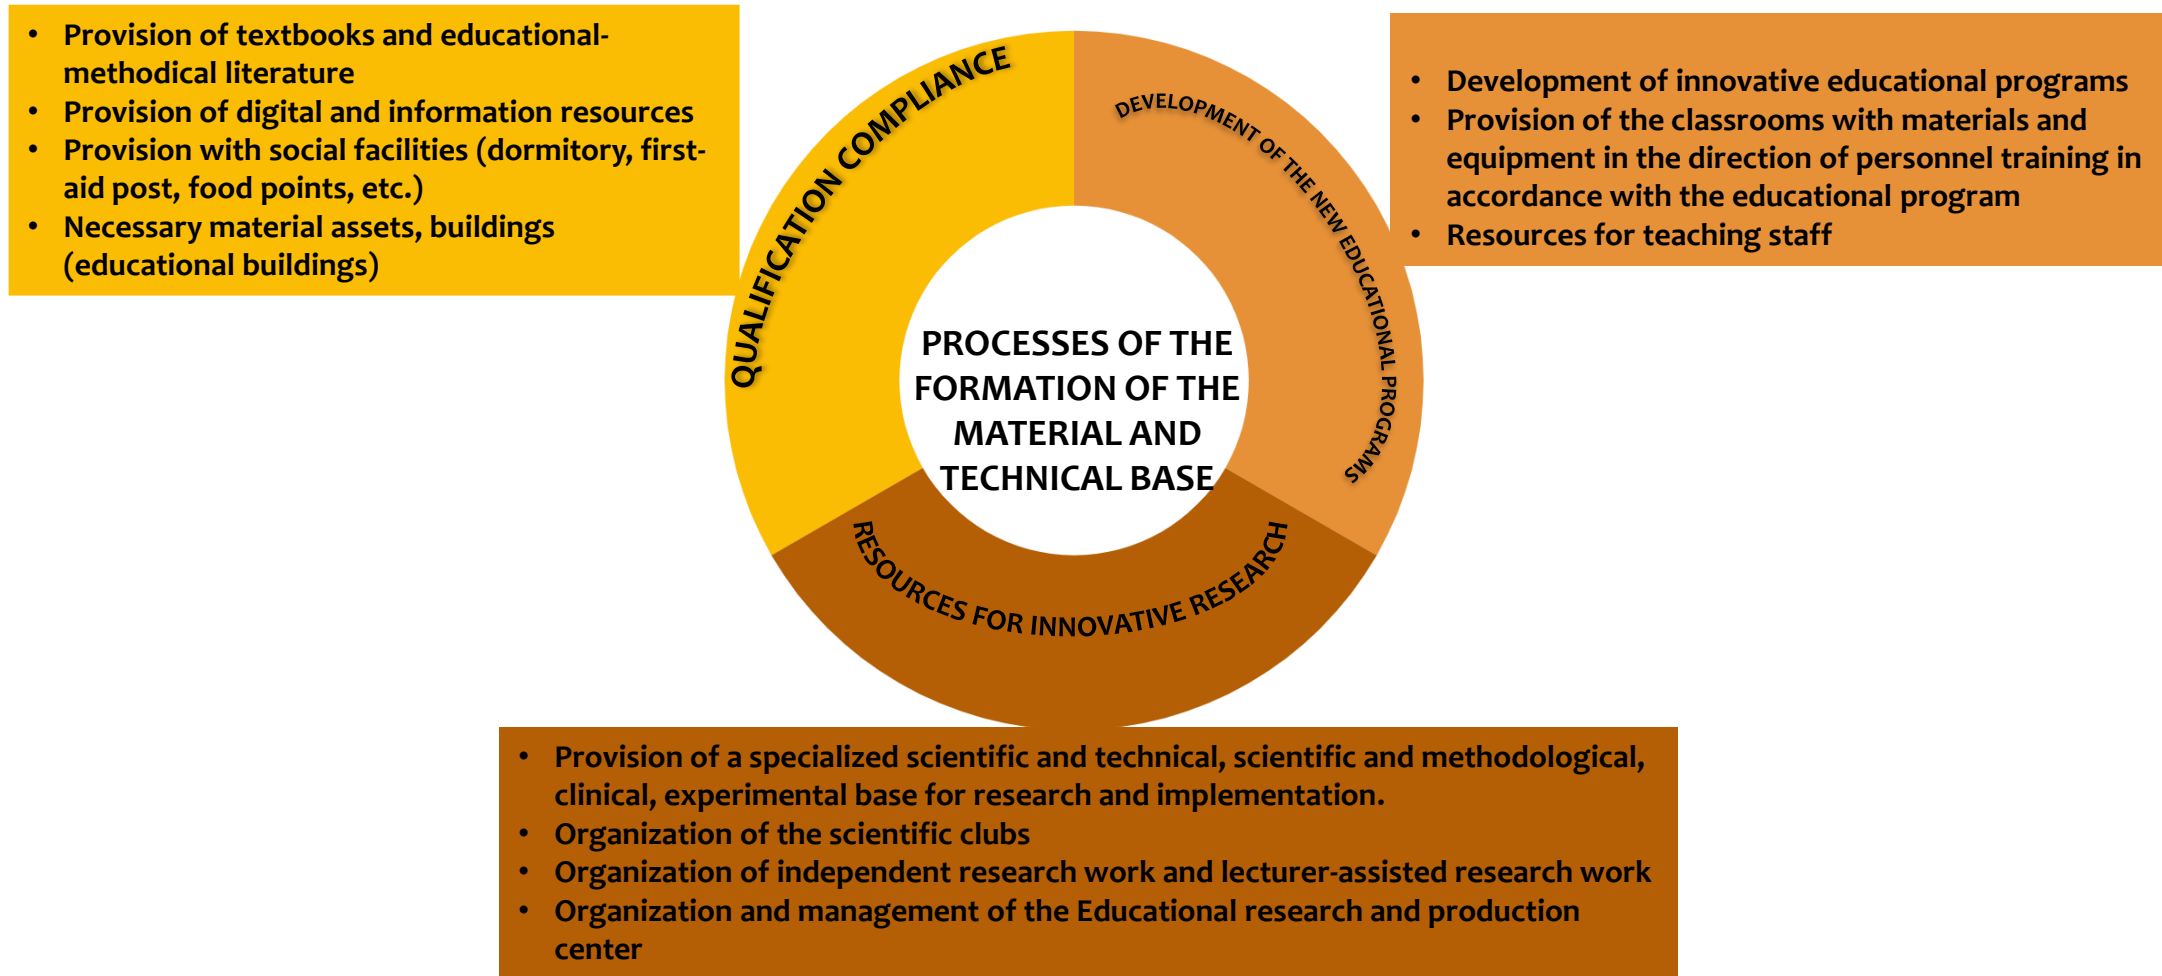 • Provision of textbooks and educational-
methodical literature
• Provision of digital and information resources
• Provision with social facilities (dormitory, first-
aid post, food points, etc.)
• Necessary material assets, buildings
(educational buildings)
QUALIFICATION COMPLIANCE
DEVELOPMENT OF THE NEW EDUCATIONAL PROGRAMS
• Development of innovative educational programs
• Provision of the classrooms with materials and
equipment in the direction of personnel training in
accordance with the educational program
• Resources for teaching staff
PROCESSES OF THE
FORMATION OF THE
MATERIAL AND
TECHNICAL BASE
RESOURCES FOR INNOVATIVE RESEARCH
• Provision of a specialized scientific and technical, scientific and methodological,
clinical, experimental base for research and implementation.
• Organization of the scientific clubs
• Organization of independent research work and lecturer-assisted research work
• Organization and management of the Educational research and production
center